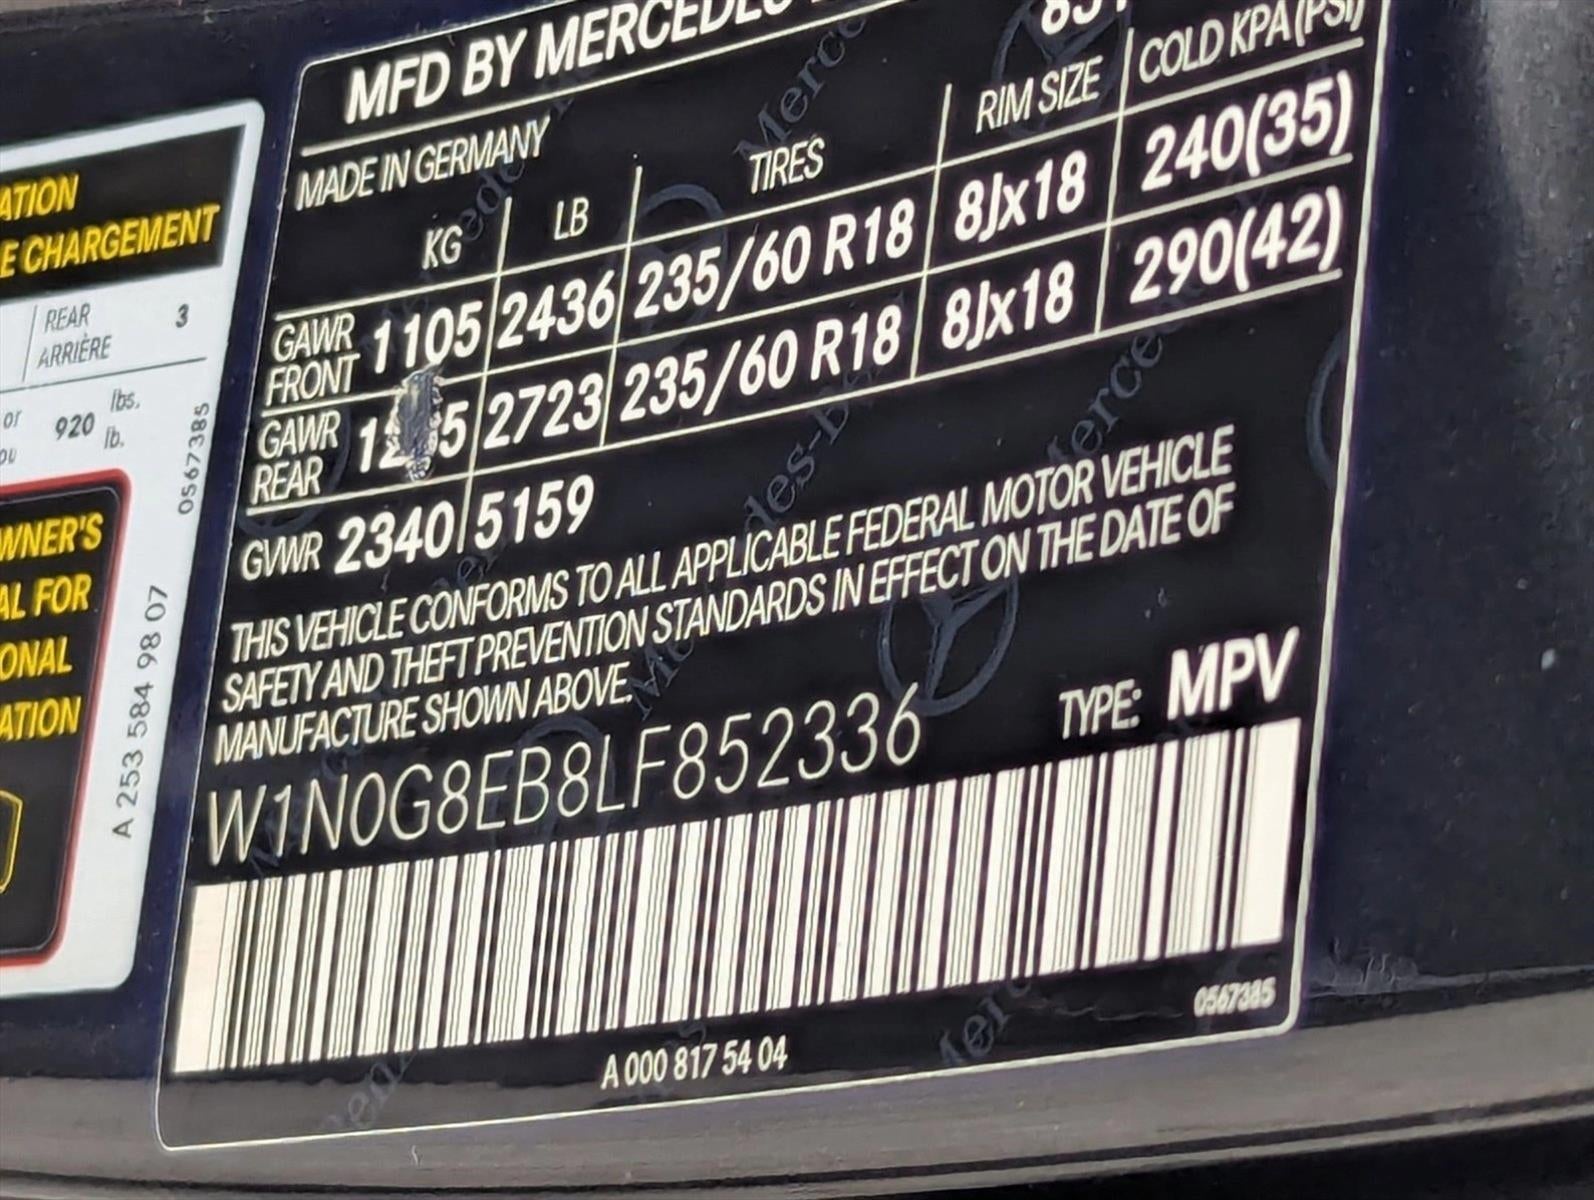 MFD BY MERCEDES
MADE IN GERMANY
KG LB TIRES RIM SIZE COLD KPA(PSI)
GAWR FRONT 1105 2436 235/60 R18 8Jx18 240(35)
GAWR REAR 2723 235/60 R18 8Jx18 290(42)
GVWR 2340 5159
THIS VEHICLE CONFORMS TO ALL APPLICABLE FEDERAL MOTOR VEHICLE
SAFETY AND THEFT PREVENTION STANDARDS IN EFFECT ON THE DATE OF
MANUFACTURE SHOWN ABOVE.
W1N0G8EB8LF852336
TYPE: MPV
0567385
A 000 817 54 04
ATION
E CHARGEMENT
REAR 3
ARRIÈRE
or 920 lbs.
lb.
0567385
WNER'S
AL FOR
ONAL
ATION
A 253 584 98 07